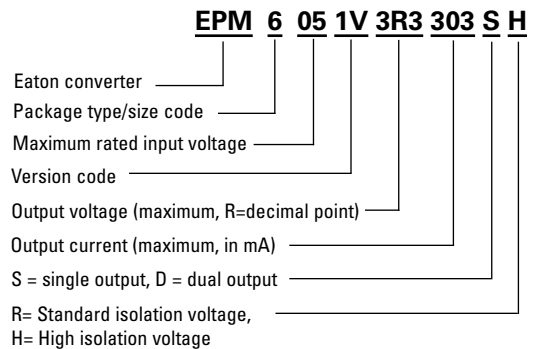 EPM 6 05 1V 3R3 303 S H
Eaton converter
Package type/size code
Maximum rated input voltage
Version code
Output voltage (maximum, R=decimal point)
Output current (maximum, in mA)
S = single output, D = dual output
R= Standard isolation voltage,
H= High isolation voltage